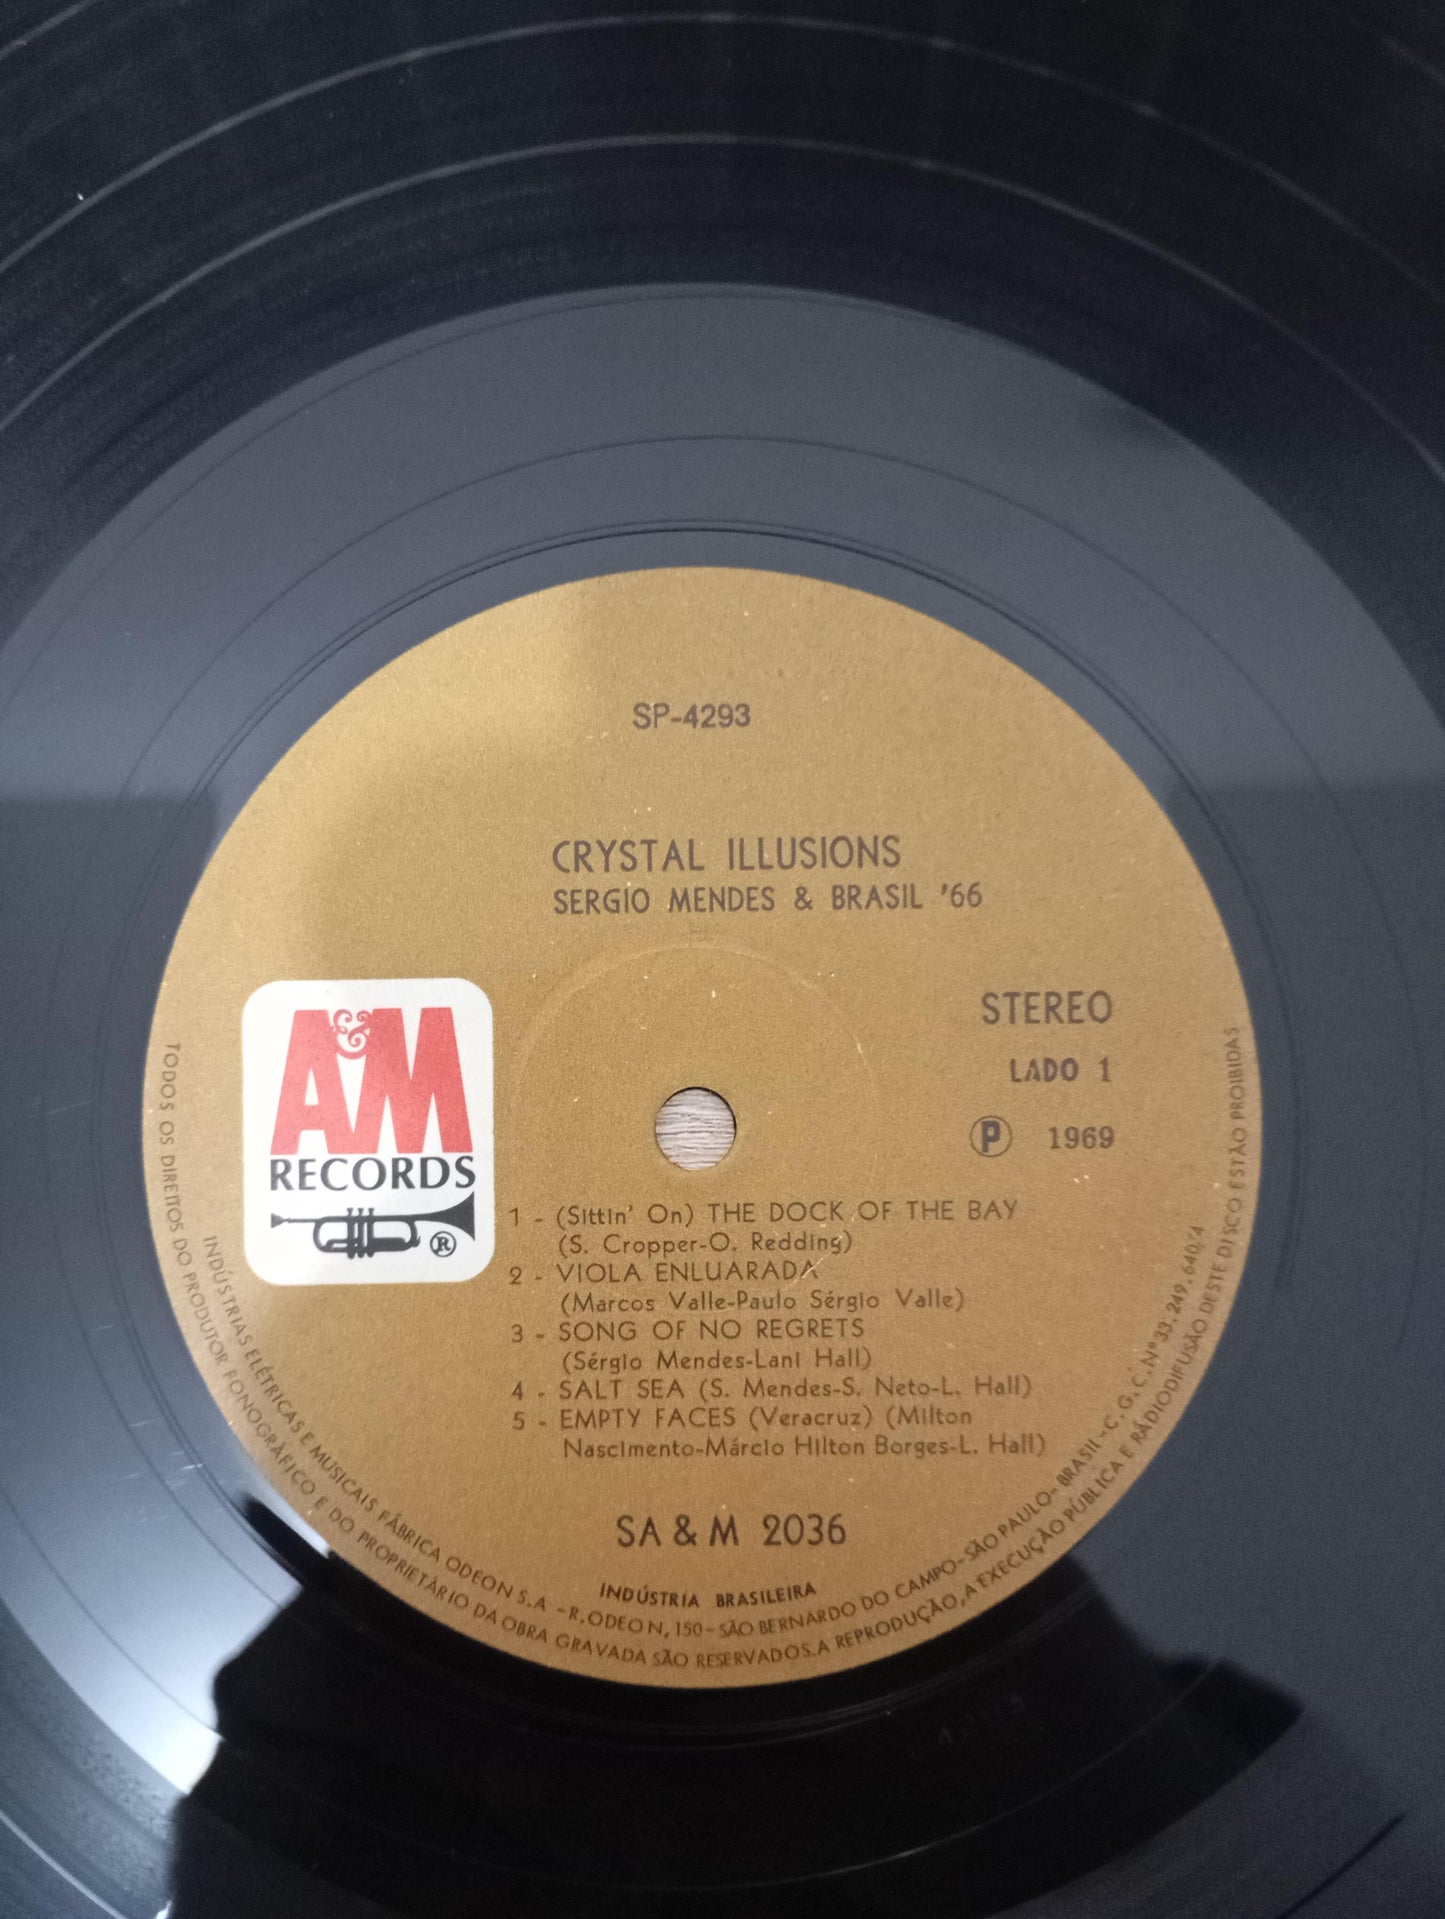 SP-4293
CRYSTAL ILLUSIONS
SERGIO MENDES & BRASIL '66
A&M
RECORDS
®
STEREO
LADO 1
Ⓟ 1969
1 - (Sittin' On) THE DOCK OF THE BAY
(S. Cropper-O. Redding)
2 - VIOLA ENLUARADA
(Marcos Valle-Paulo Sérgio Valle)
3 - SONG OF NO REGRETS
(Sérgio Mendes-Lani Hall)
4 - SALT SEA (S. Mendes-S. Neto-L. Hall)
5 - EMPTY FACES (Veracruz) (Milton
Nascimento-Márcio Hilton Borges-L. Hall)
SA & M 2036
INDÚSTRIA BRASILEIRA
INDÚSTRIAS ELÉTRICAS E MUSICAIS FÁBRICA ODEON S.A - R. ODEON, 150 - SÃO BERNARDO DO CAMPO - SÃO PAULO - BRASIL - C. G. C. Nº 33.249.640/4
TODOS OS DIREITOS DO PRODUTOR FONOGRÁFICO E DO PROPRIETÁRIO DA OBRA GRAVADA SÃO RESERVADOS. A REPRODUÇÃO, A EXECUÇÃO PÚBLICA E RÁDIODIFUSÃO DESTE DISCO ESTÃO PROIBIDAS